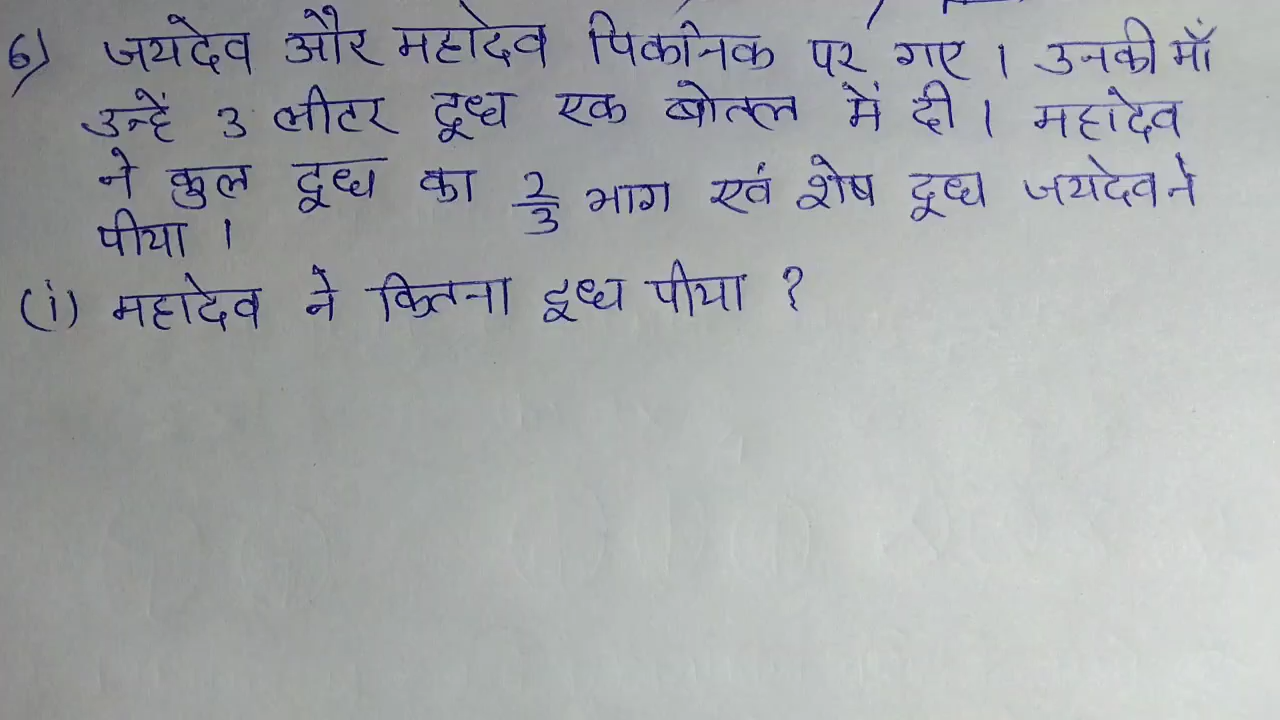 6) जयदेव और महादेव पिकनिक पर गए । उनकी माँ
उन्हें 3 लीटर दूध एक बोतल में दी । महादेव
ने कुल दूध का 2/3 भाग एवं शेष दूध जयदेव ने
पीया ।
(i) महादेव ने कितना दूध पीया ?